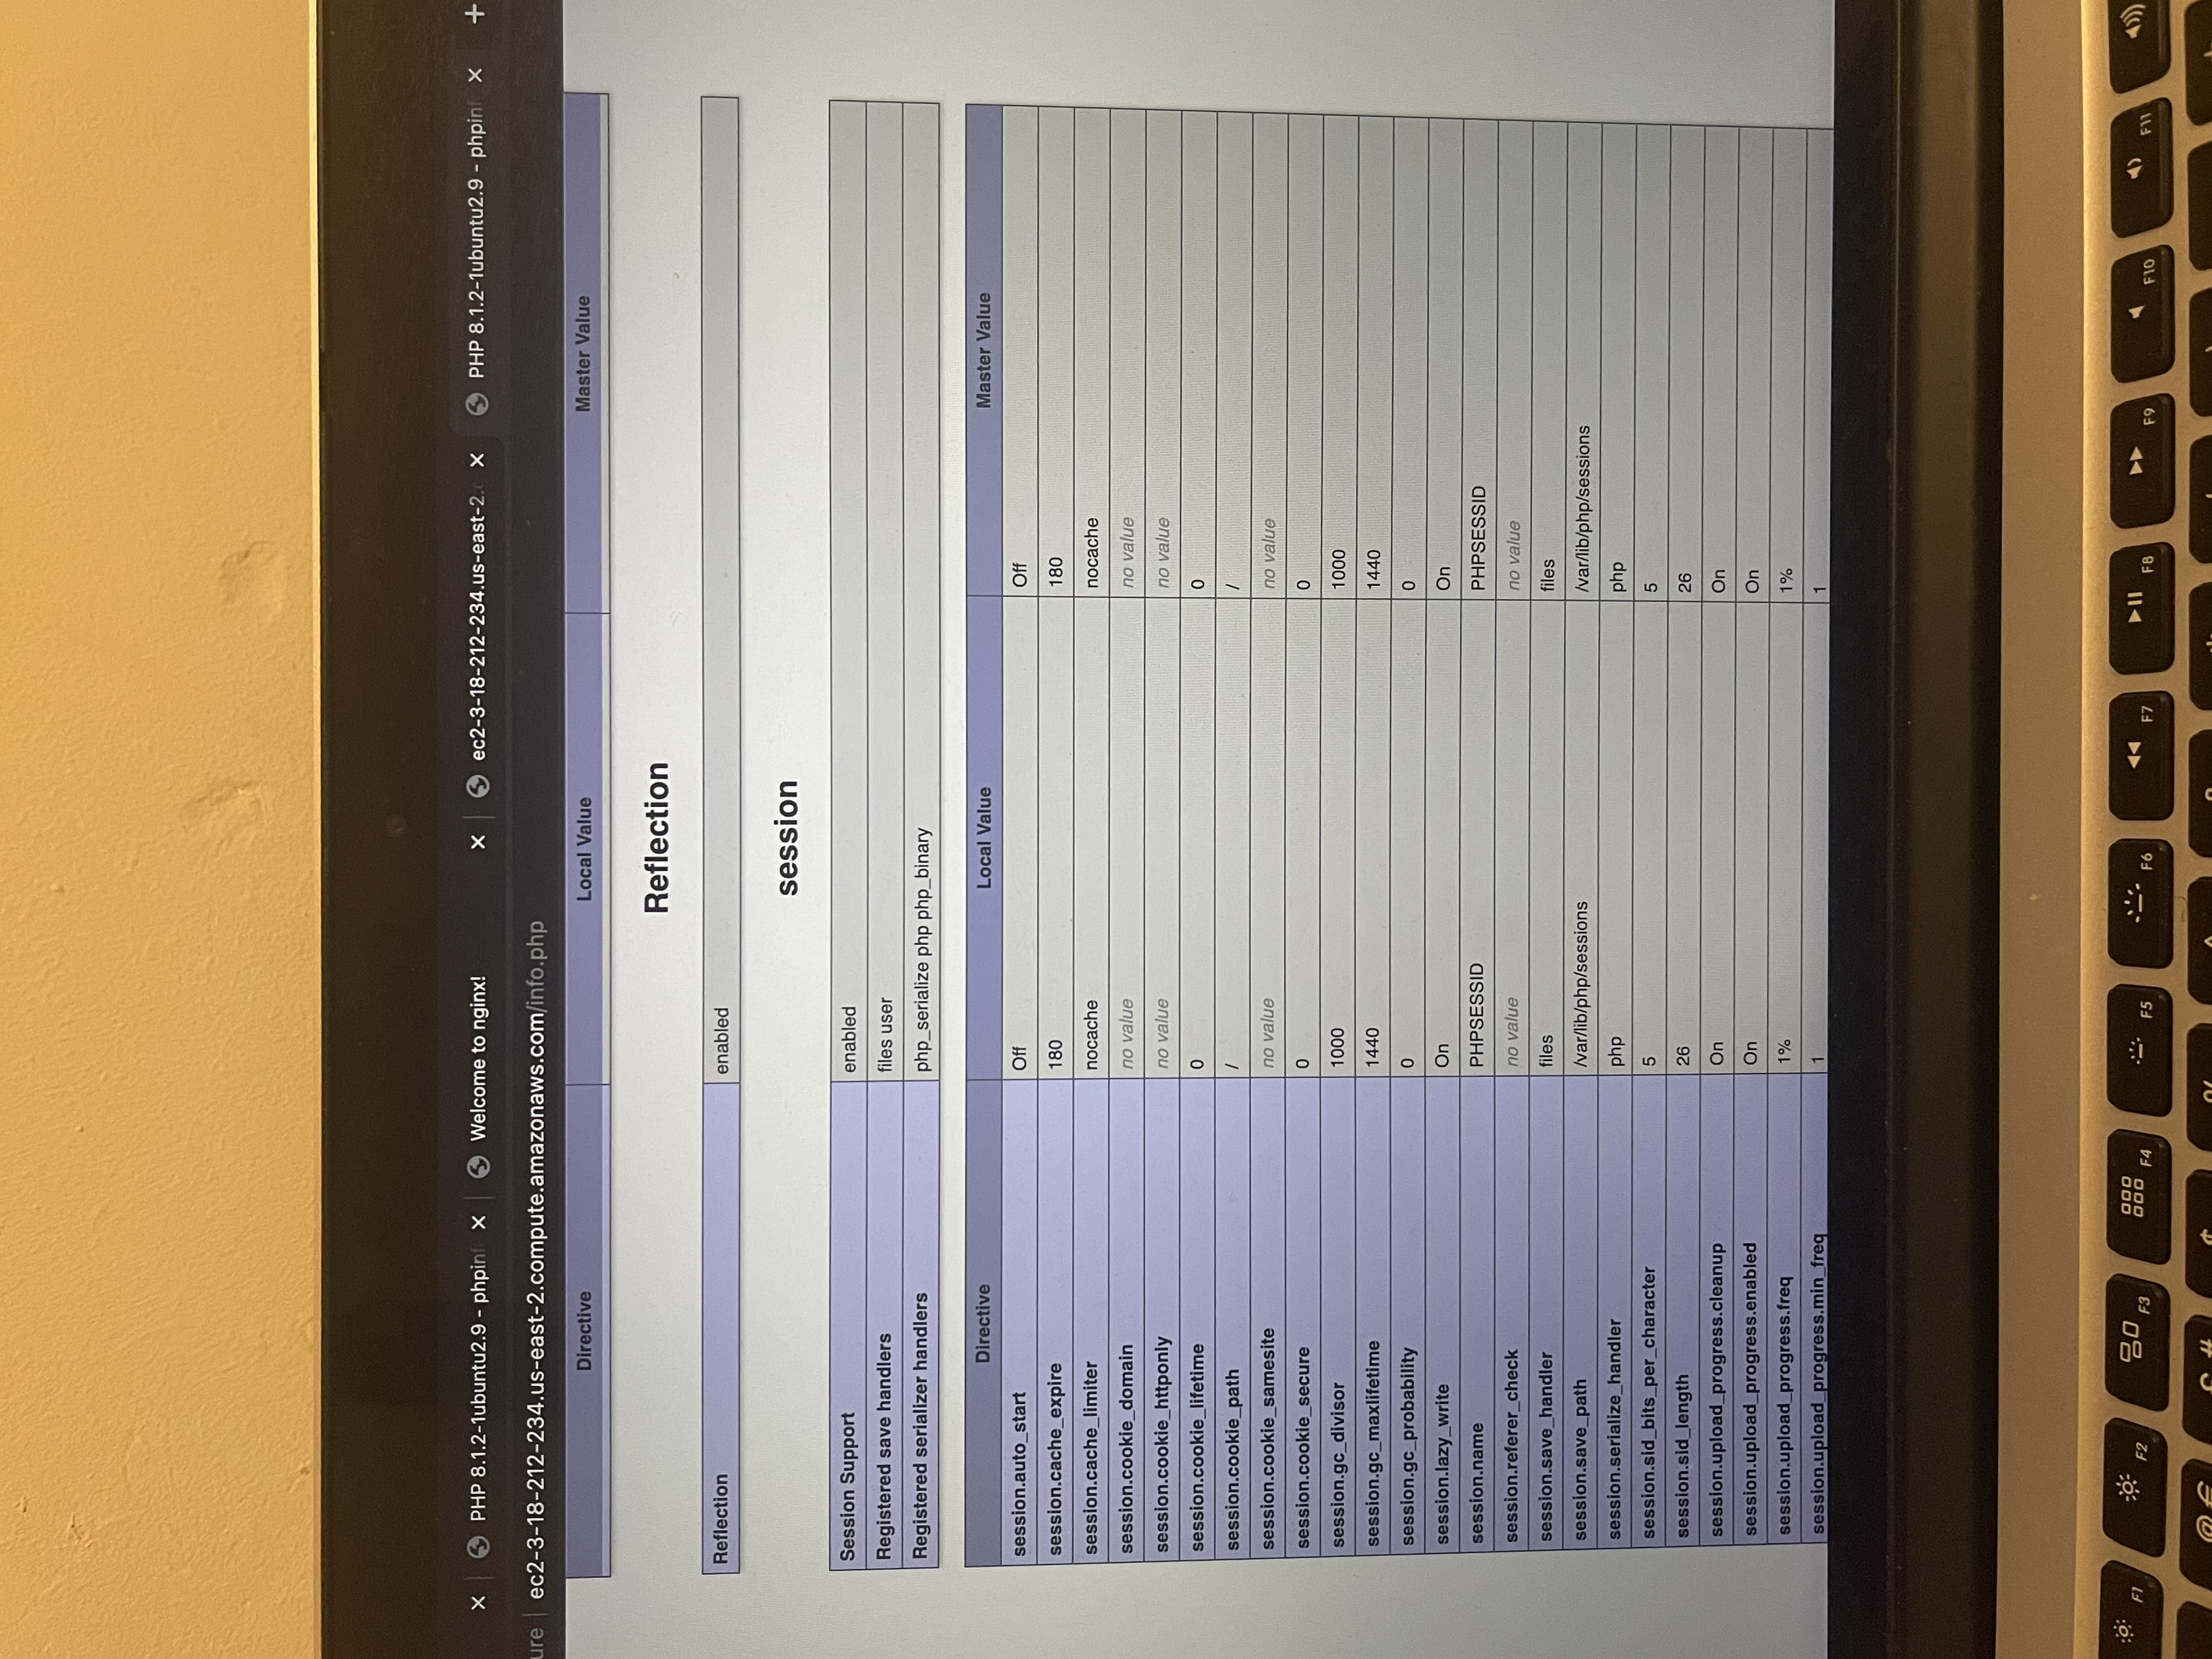 PHP 8.1.2-1ubuntu2.9 - phpinf Welcome to nginx! ec2-3-18-212-234.us-east-2. PHP 8.1.2-1ubuntu2.9 - phpinf
ure ec2-3-18-212-234.us-east-2.compute.amazonaws.com/info.php
Directive Local Value Master Value
Reflection
Reflection enabled
session
Session Support enabled
Registered save handlers files user
Registered serializer handlers php_serialize php php_binary
Directive Local Value Master Value
session.auto_start Off Off
session.cache_expire 180 180
session.cache_limiter nocache nocache
session.cookie_domain no value no value
session.cookie_httponly no value no value
session.cookie_lifetime 0 0
session.cookie_path / /
session.cookie_samesite no value no value
session.cookie_secure 0 0
session.gc_divisor 1000 1000
session.gc_maxlifetime 1440 1440
session.gc_probability 0 0
session.lazy_write On On
session.name PHPSESSID PHPSESSID
session.referer_check no value no value
session.save_handler files files
session.save_path /var/lib/php/sessions /var/lib/php/sessions
session.serialize_handler php php
session.sid_bits_per_character 5 5
session.sid_length 26 26
session.upload_progress.cleanup On On
session.upload_progress.enabled On On
session.upload_progress.freq 1% 1%
session.upload_progress.min_freq 1 1
F1 F2 F3 F4 F5 F6 F7 F8 F9 F10 F11
@ € £ #